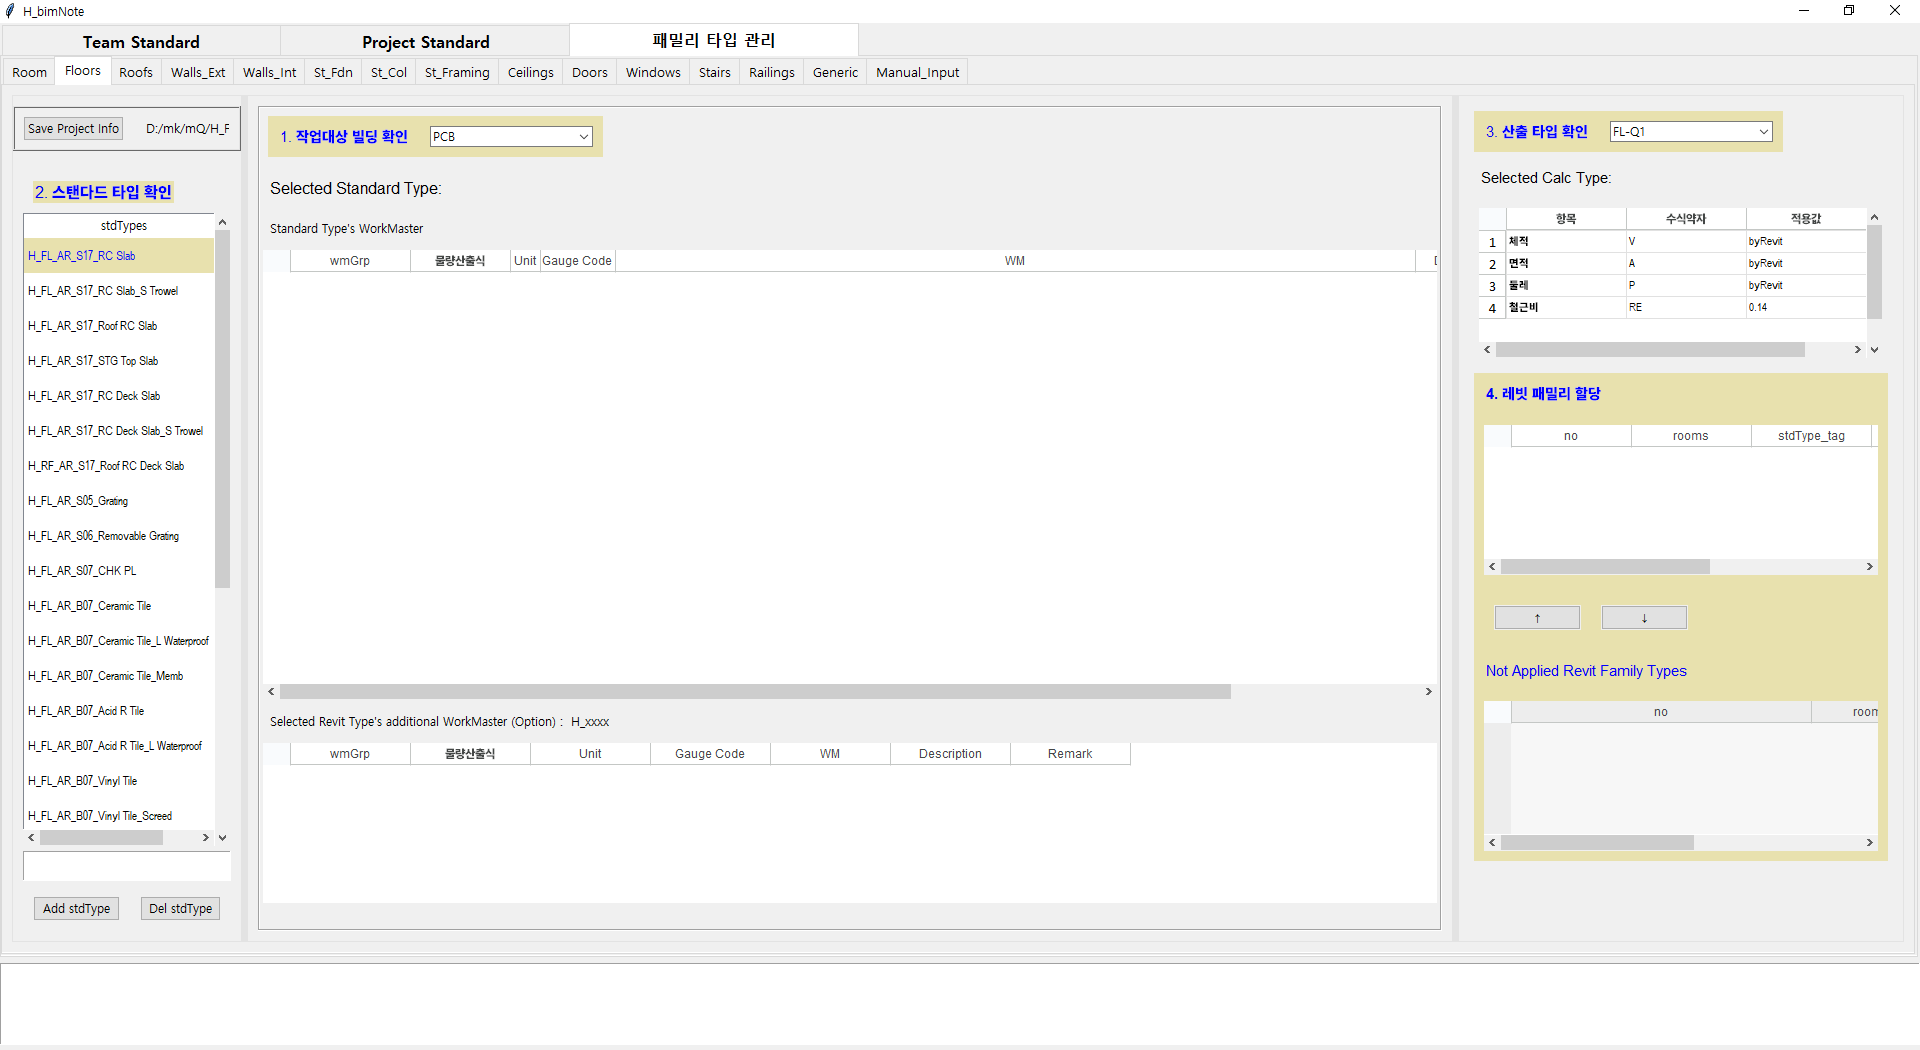 H_bimNote
Team Standard
Project Standard
패밀리 타입 관리
Room
Floors
Roofs
Walls_Ext
Walls_Int
St_Fdn
St_Col
St_Framing
Ceilings
Doors
Windows
Stairs
Railings
Generic
Manual_Input
Save Project Info
D:/mk/mQ/H_F
2. 스탠다드 타입 확인
stdTypes
H_FL_AR_S17_RC Slab
H_FL_AR_S17_RC Slab_S Trowel
H_FL_AR_S17_Roof RC Slab
H_FL_AR_S17_STG Top Slab
H_FL_AR_S17_RC Deck Slab
H_FL_AR_S17_RC Deck Slab_S Trowel
H_RF_AR_S17_Roof RC Deck Slab
H_FL_AR_S05_Grating
H_FL_AR_S06_Removable Grating
H_FL_AR_S07_CHK PL
H_FL_AR_B07_Ceramic Tile
H_FL_AR_B07_Ceramic Tile_L Waterproof
H_FL_AR_B07_Ceramic Tile_Memb
H_FL_AR_B07_Acid R Tile
H_FL_AR_B07_Acid R Tile_L Waterproof
H_FL_AR_B07_Vinyl Tile
H_FL_AR_B07_Vinyl Tile_Screed
Add stdType
Del stdType
1. 작업대상 빌딩 확인
PCB
Selected Standard Type:
Standard Type's WorkMaster
wmGrp
물량산출식
Unit
Gauge Code
WM
Selected Revit Type's additional WorkMaster (Option) : H_xxxx
wmGrp
물량산출식
Unit
Gauge Code
WM
Description
Remark
3. 산출 타입 확인
FL-Q1
Selected Calc Type:
항목 수식약자 적용값
1 체적 V byRevit
2 면적 A byRevit
3 둘레 P byRevit
4 철근비 RE 0.14
4. 레빗 패밀리 할당
no rooms stdType_tag
↑
↓
Not Applied Revit Family Types
no room